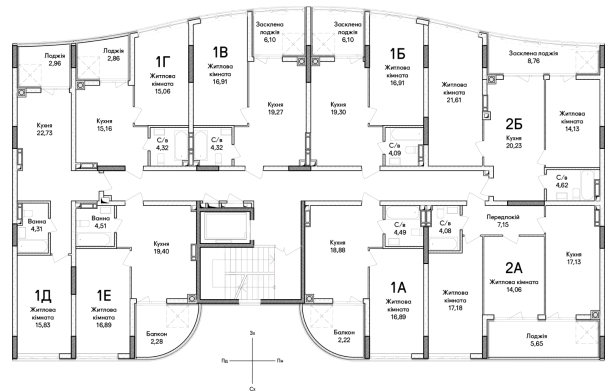 Лоджія
2,96
Лоджія
2,86
1Г
Житлова
кімната
15,06
1В
Житлова
кімната
16,91
Засклена
лоджія
6,10
Засклена
лоджія
6,10
1Б
Житлова
кімната
16,91
Житлова
кімната
21,61
Засклена лоджія
8,76
Кухня
22,73
Кухня
15,16
С/в
4,32
С/в
4,32
Кухня
19,27
Кухня
19,30
С/в
4,09
2Б
Кухня
20,23
Житлова
кімната
14,13
С/в
4,62
Ванна
4,31
Ванна
4,51
Кухня
19,40
Кухня
18,88
С/в
4,49
С/в
4,08
Передпокій
7,15
Кухня
17,13
1Д
Житлова
кімната
15,83
1Е
Житлова
кімната
16,89
Балкон
2,28
Балкон
2,22
1А
Житлова
кімната
16,89
Житлова
кімната
17,18
2А
Житлова
кімната
14,06
Лоджія
5,65
Зх
Пд
Пн
Сх